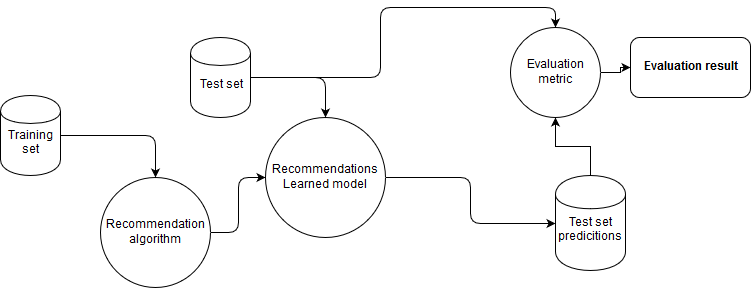 Test set
Evaluation
metric
Evaluation result
Training
set
Recommendations
Learned model
Recommendation
algorithm
Test set
predicitions